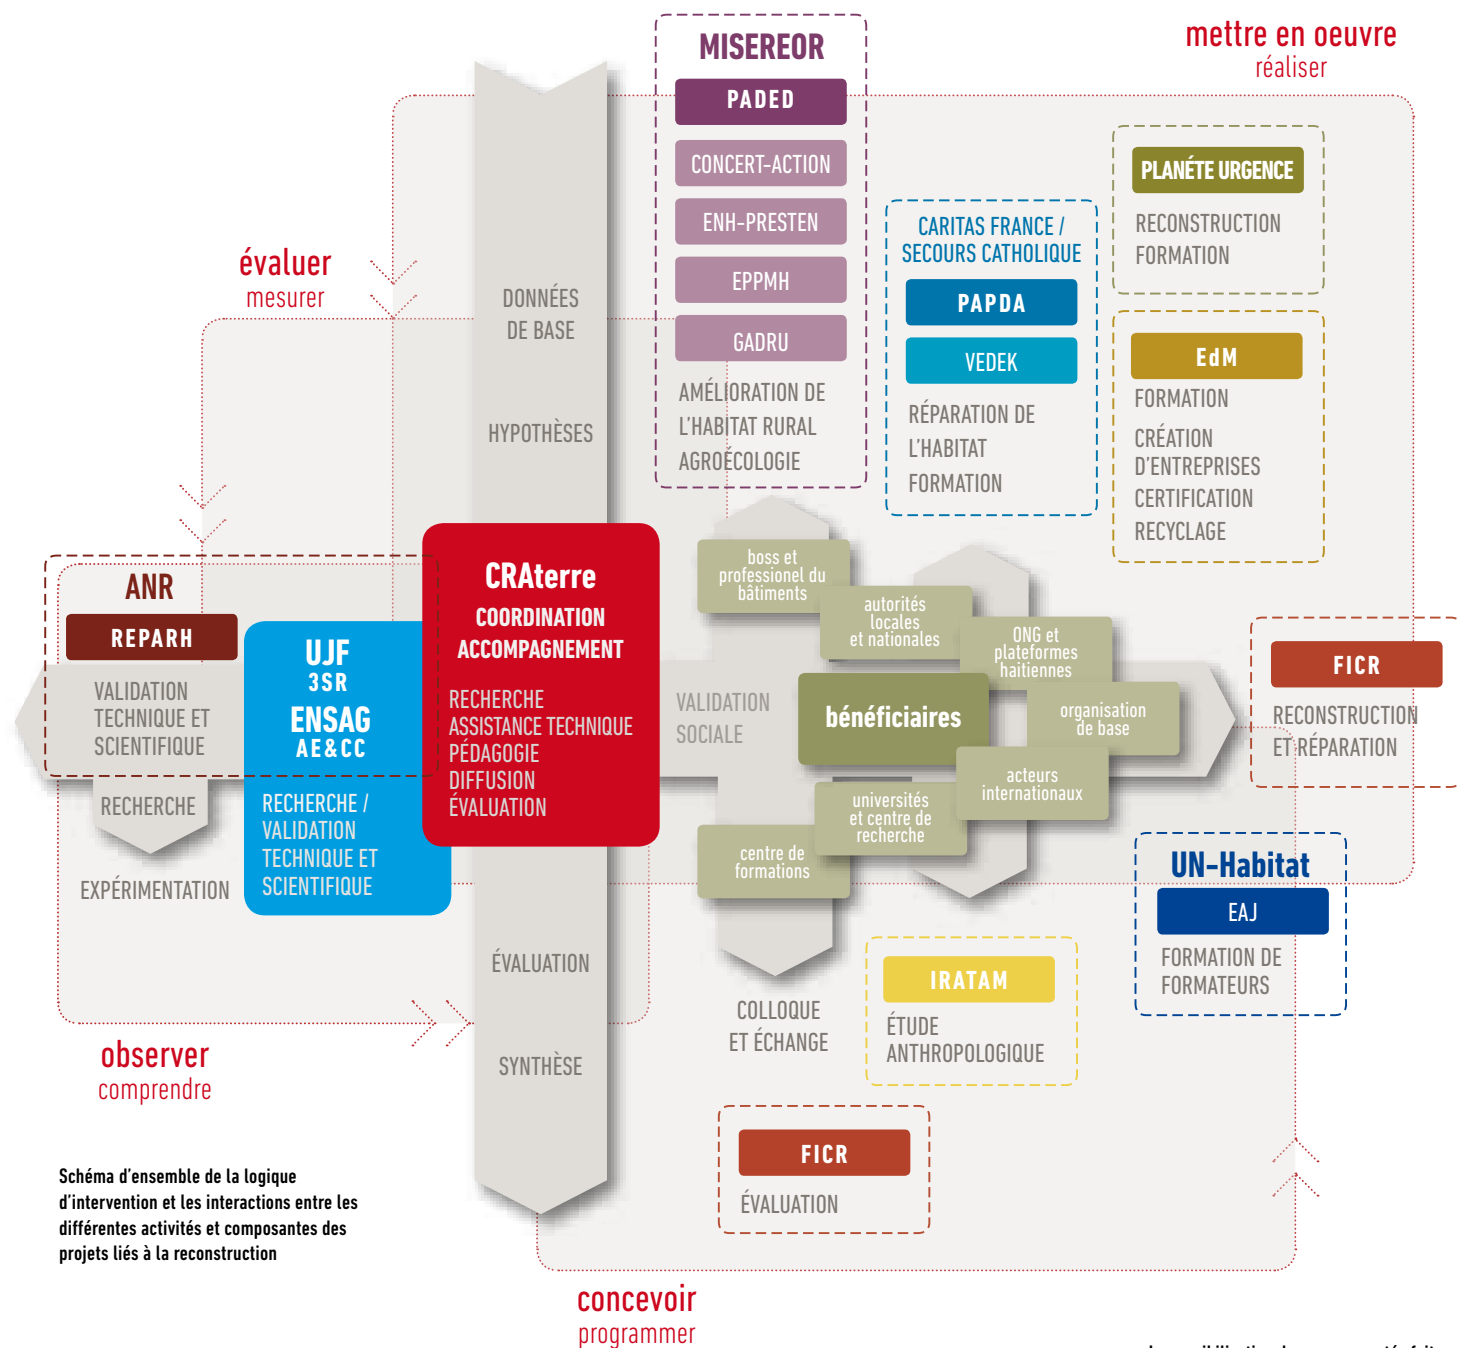 mettre en oeuvre
réaliser
MISEREOR
PADED
CONCERT-ACTION
ENH-PRESTEN
EPPMH
GADRU
AMÉLIORATION DE
L'HABITAT RURAL
AGROÉCOLOGIE
CARITAS FRANCE /
SECOURS CATHOLIQUE
PAPDA
VEDEK
RÉPARATION DE
L'HABITAT
FORMATION
PLANÉTE URGENCE
RECONSTRUCTION
FORMATION
EdM
FORMATION
CRÉATION
D'ENTREPRISES
CERTIFICATION
RECYCLAGE
évaluer
mesurer
DONNÉES
DE BASE
HYPOTHÈSES
ANR
REPARH
VALIDATION
TECHNIQUE ET
SCIENTIFIQUE
RECHERCHE
EXPÉRIMENTATION
UJF
3SR
ENSAG
AE&CC
RECHERCHE /
VALIDATION
TECHNIQUE ET
SCIENTIFIQUE
CRAterre
COORDINATION
ACCOMPAGNEMENT
RECHERCHE
ASSISTANCE TECHNIQUE
PÉDAGOGIE
DIFFUSION
ÉVALUATION
VALIDATION
SOCIALE
boss et
professionel du
bâtiments
autorités
locales
et nationales
ONG et
plateformes
haitiennes
bénéficiaires
organisation
de base
acteurs
internationaux
universités
et centre de
recherche
centre de
formations
FICR
RECONSTRUCTION
ET RÉPARATION
UN-Habitat
EAJ
FORMATION DE
FORMATEURS
ÉVALUATION
SYNTHÈSE
COLLOQUE
ET ÉCHANGE
IRATAM
ÉTUDE
ANTHROPOLOGIQUE
FICR
ÉVALUATION
observer
comprendre
Schéma d'ensemble de la logique
d'intervention et les interactions entre les
différentes activités et composantes des
projets liés à la reconstruction
concevoir
programmer